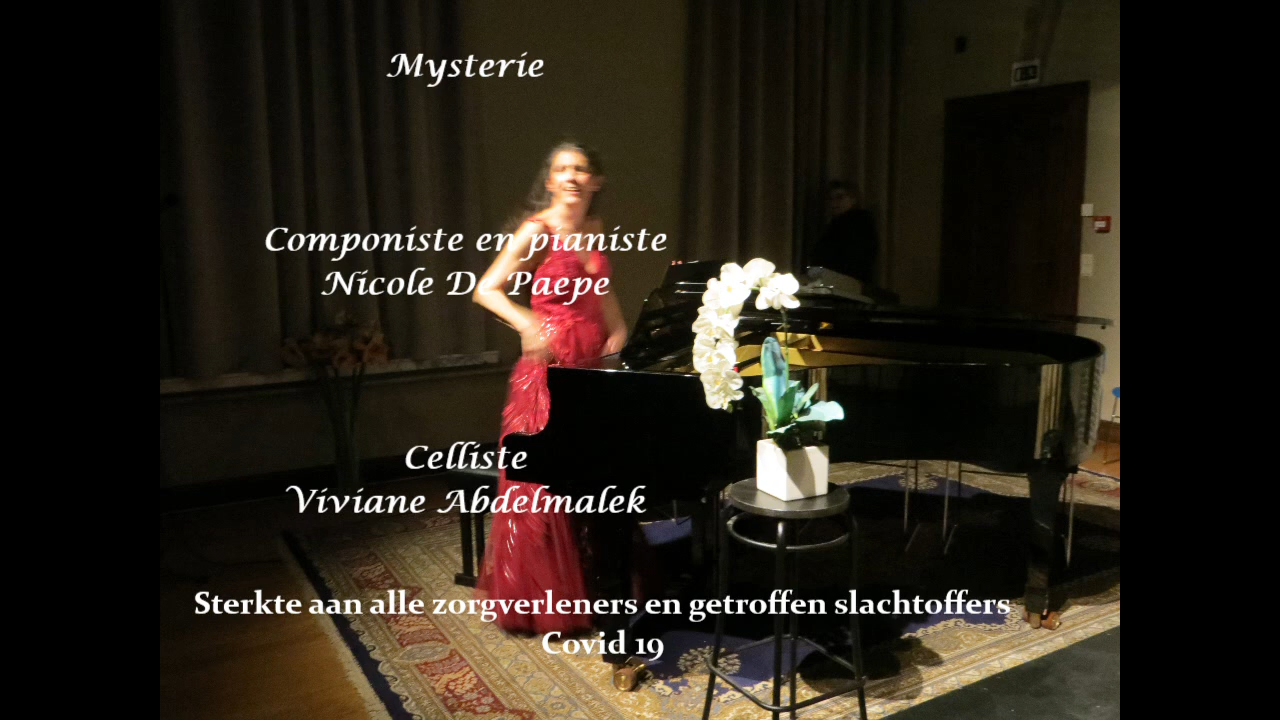 Mysterie
Componiste en pianiste
Nicole De Paepe
Celliste
Viviane Abdelmalek
Sterkte aan alle zorgverleners en getroffen slachtoffers
Covid 19